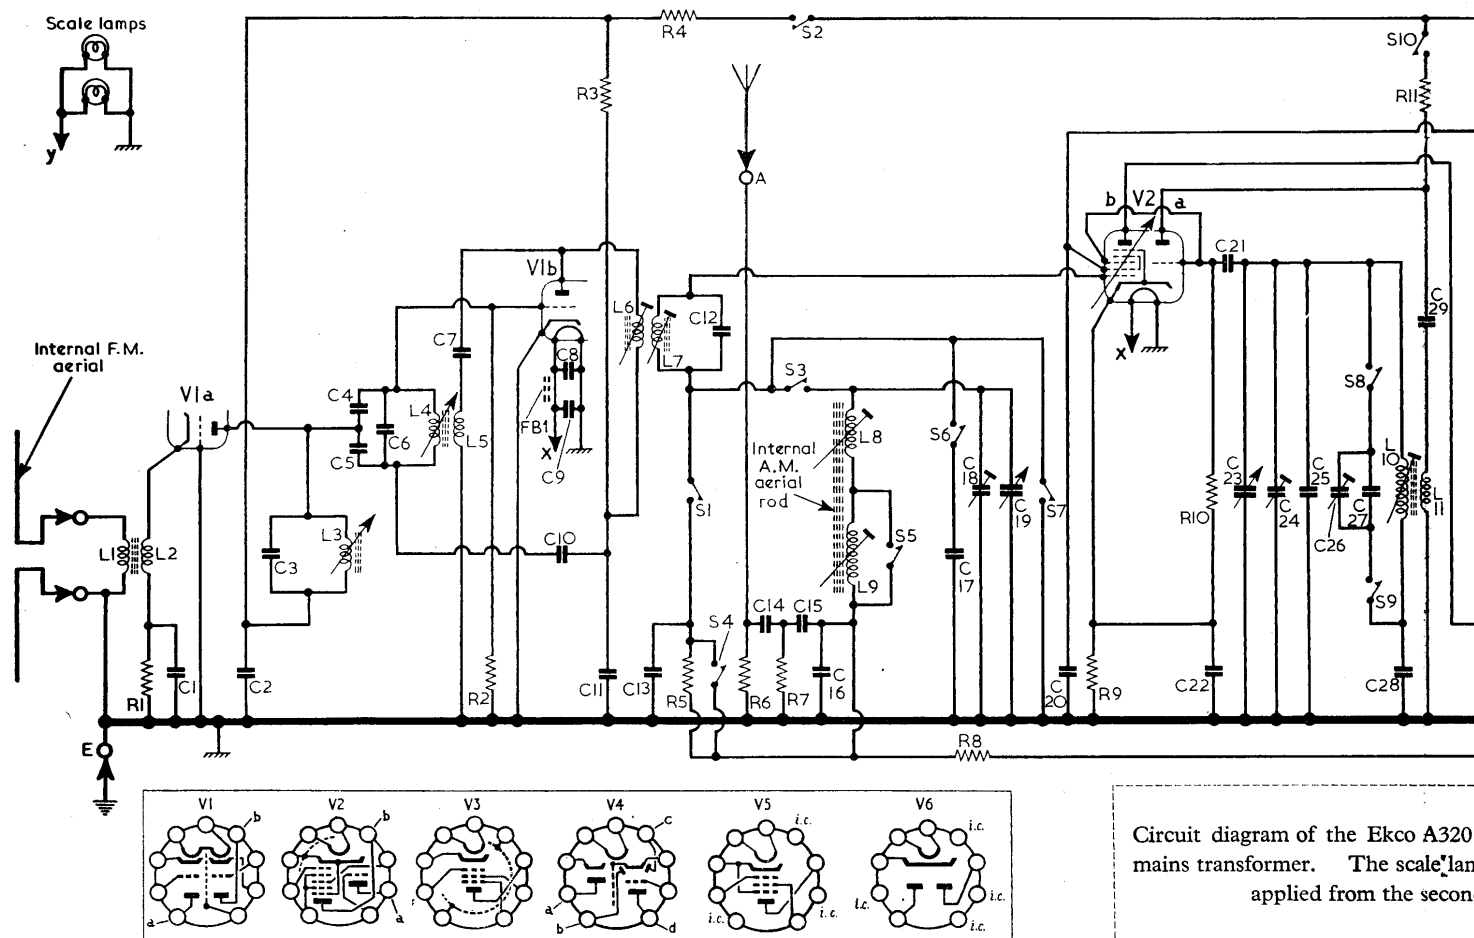 Scale lamps
y
R4
S2
S10
R3
R11
A
b V2 a
C21
V1b
L6
C12
C29
Internal F.M.
aerial
C7
C8
L7
S3
X
V1a
C4
L4
S8
C6
L5
FB1
L8
S6
C5
X
C9
Internal
A.M.
aerial
rod
C18
C19
S7
C23
C24
C25
L10
L11
S1
R10
C27
C26
L1
L2
C3
L3
C10
S5
C17
L9
S9
C14
C15
S4
R1
C1
C2
R2
C11
C13
R5
R6
R7
C16
C20
R9
C22
C28
E
R8
V1
V2
V3
V4
V5
V6
b
b
c
i.c.
i.c.
i.c.
i.c.
i.c.
a
a
a
b
d
i.c.
i.c.
i.c.
i.c.
Circuit diagram of the Ekco A320
mains transformer. The scale lam
applied from the secon